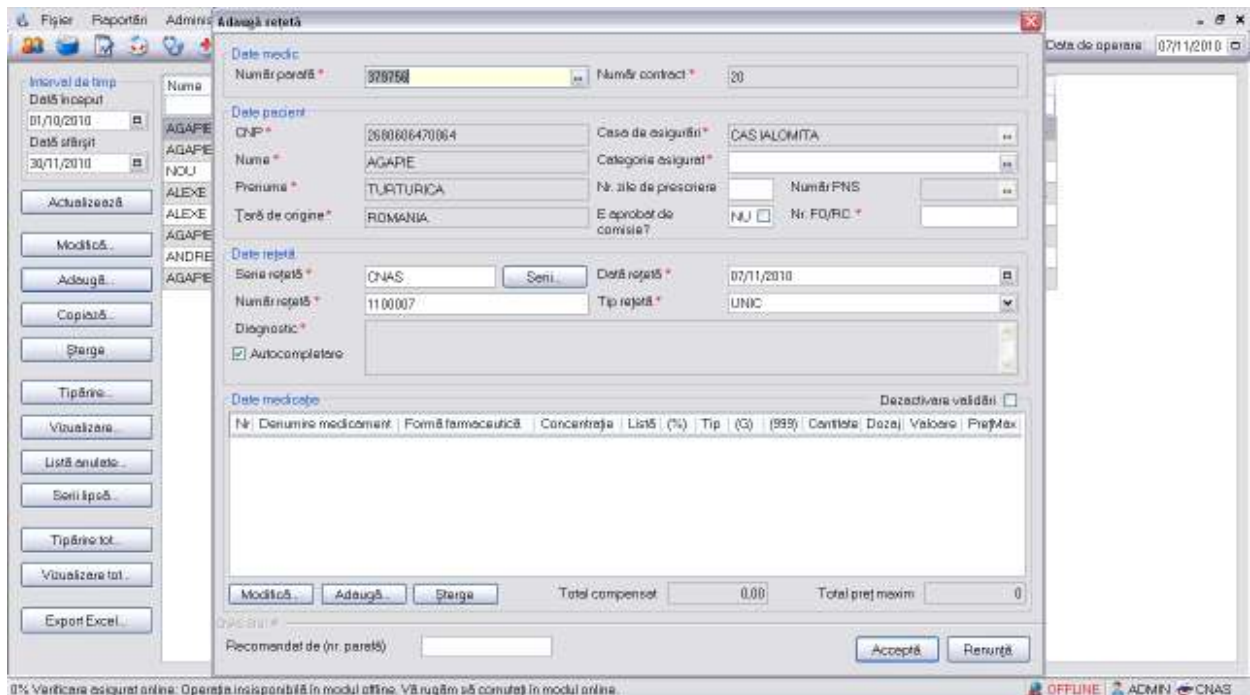 Fișier Raportări Adminis
Adaugă rețetă
Data de operare 07/11/2010
Interval de timp
Dată început
01/10/2010
Dată sfârșit
30/11/2010
Actualizează
Modifică...
Adaugă...
Copiază...
Șterge
Tipărire...
Vizualizare...
Listă anulate...
Serii lipsă...
Tipărire tot...
Vizualizare tot...
Export Excel...
Nume
AGAPIE
AGAPIE
NOU
ALEXE
ALEXE
AGAPIE
ANDRE
AGAPIE
Date medic
Număr parafă * 379756 Număr contract * 20
Date pacient
CNP * 2680606470064 Casa de asigurări * CAS IALOMITA
Nume * AGAPIE Categorie asigurat *
Prenume * TURTURICA Nr. zile de prescriere Număr PNS
Țară de origine * ROMANIA E aprobat de comisie? NU Nr. FO/RC *
Date rețetă
Serie rețetă * CNAS Serii... Dată rețetă * 07/11/2010
Număr rețetă * 1100007 Tip rețetă * UNIC
Diagnostic *
Autocompletare
Date medicație Dezactivare validări
Nr Denumire medicament Formă farmaceutică Concentrație Listă (%) Tip (G) (999) Cantitate Dozaj Valoare PrețMax
Modifică... Adaugă... Șterge Total compensat 0,00 Total preț maxim 0
Recomandat de (nr. parafă) Acceptă Renunță
0% Verificare asigurat online: Operația insisponibilă în modul offline. Vă rugăm să comutați în modul online. OFFLINE ADMIN CNAS